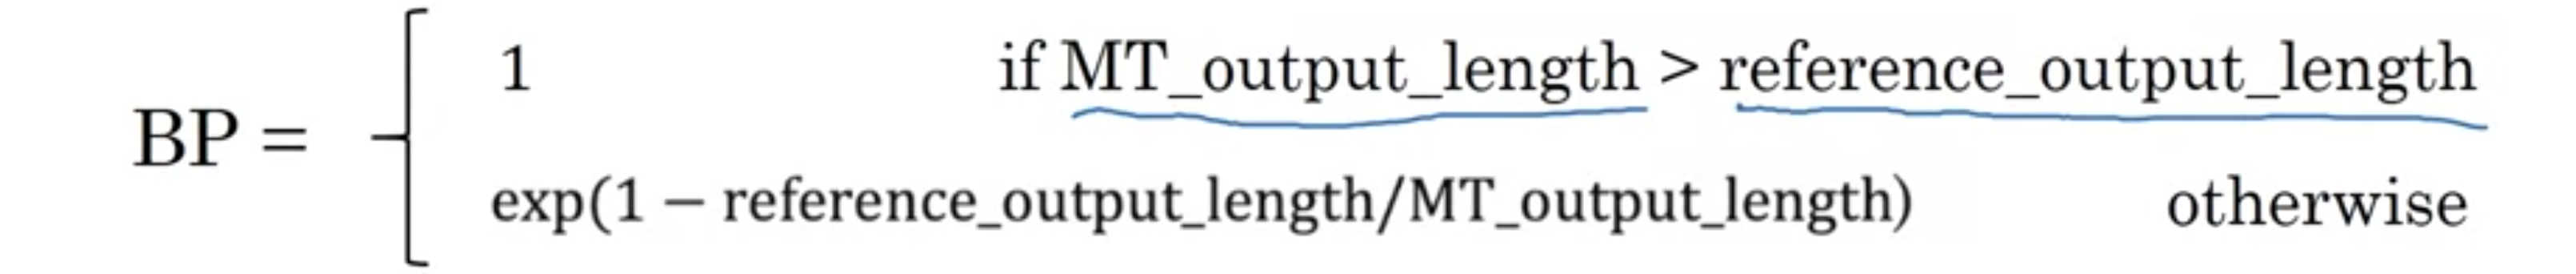 1 if MT_output_length > reference_output_length
BP =
exp(1 − reference_output_length/MT_output_length) otherwise